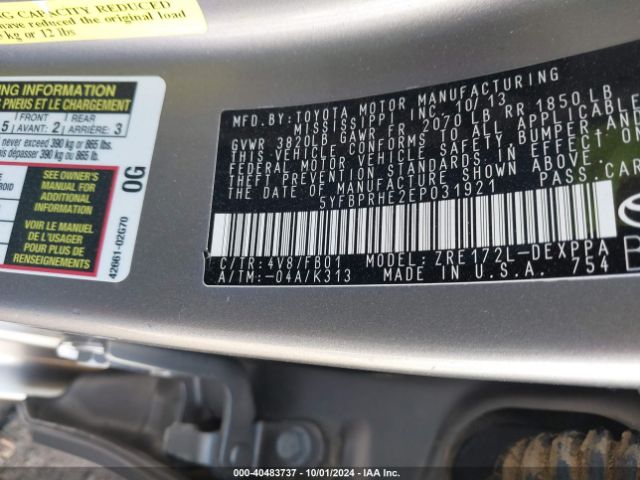 NG CAPACITY REDUCED
have reduced the original load
kg or 12 lbs
ING INFORMATION
PNEUS ET LE CHARGEMENT
5 FRONT AVANT: 2 REAR ARRIÈRE: 3
never exceed 390 kg or 865 lbs.
dépasser 390 kg ou 865 lb.
SEE OWNER'S
MANUAL FOR
ADDITIONAL
INFORMATION
VOIR LE MANUEL
DE L'USAGER
POUR PLUS DE
RENSEIGNEMENTS
0G
42661-02G70
MFD. BY: TOYOTA MOTOR MANUFACTURING
MISSISSIPPI INC. 10/13
GVWR 3820LB GAWR FR 2070 LB RR 1850 LB
THIS VEHICLE CONFORMS TO ALL APPLICABLE
FEDERAL MOTOR VEHICLE SAFETY, BUMPER, AND
THEFT PREVENTION STANDARDS IN EFFECT ON
THE DATE OF MANUFACTURE SHOWN ABOVE.
5YFBPRHE2EP031921 PASS CAR
C/TR: 4V8/FB01 MODEL: ZRE172L-DEXPPA
A/TM: -04A/K313 MADE IN U.S.A. 754
000-40483737 - 10/01/2024 - IAA Inc.